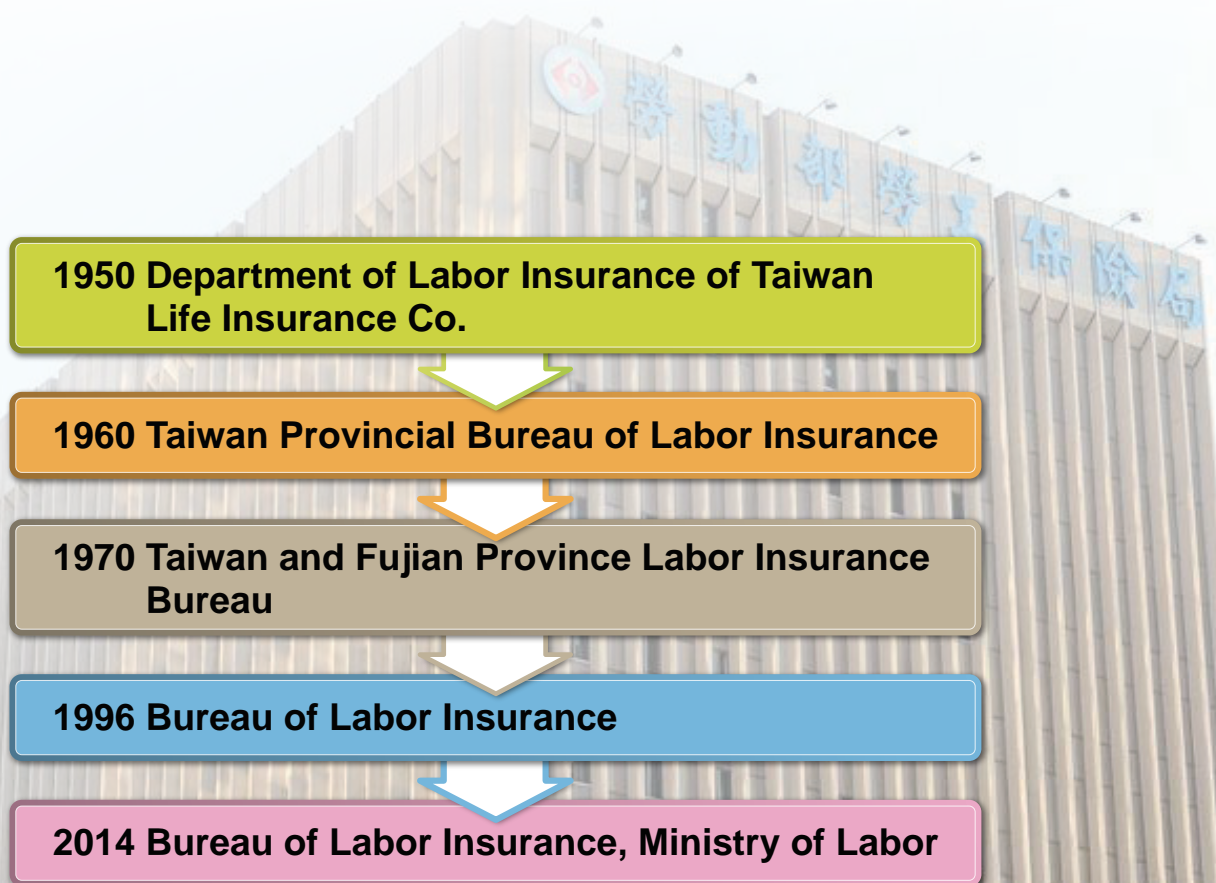 勞動部勞工保險局
1950 Department of Labor Insurance of Taiwan
Life Insurance Co.
1960 Taiwan Provincial Bureau of Labor Insurance
1970 Taiwan and Fujian Province Labor Insurance
Bureau
1996 Bureau of Labor Insurance
2014 Bureau of Labor Insurance, Ministry of Labor